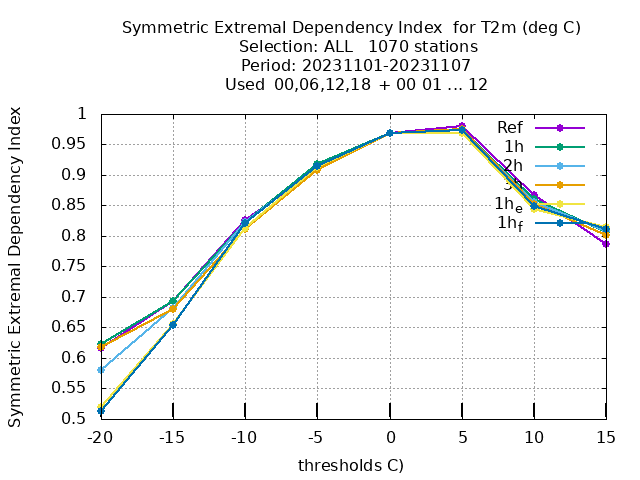 Symmetric Extremal Dependency Index  for T2m (deg C)
Selection: ALL   1070 stations
Period: 20231101-20231107
Used  00,06,12,18  + 00 01 ... 12
Symmetric Extremal Dependency Index
1
0.95
0.9
0.85
0.8
0.75
0.7
0.65
0.6
0.55
0.5
Ref
1h
2h
3h
1h_e
1h_f
-20 -15 -10 -5 0 5 10 15
thresholds C)